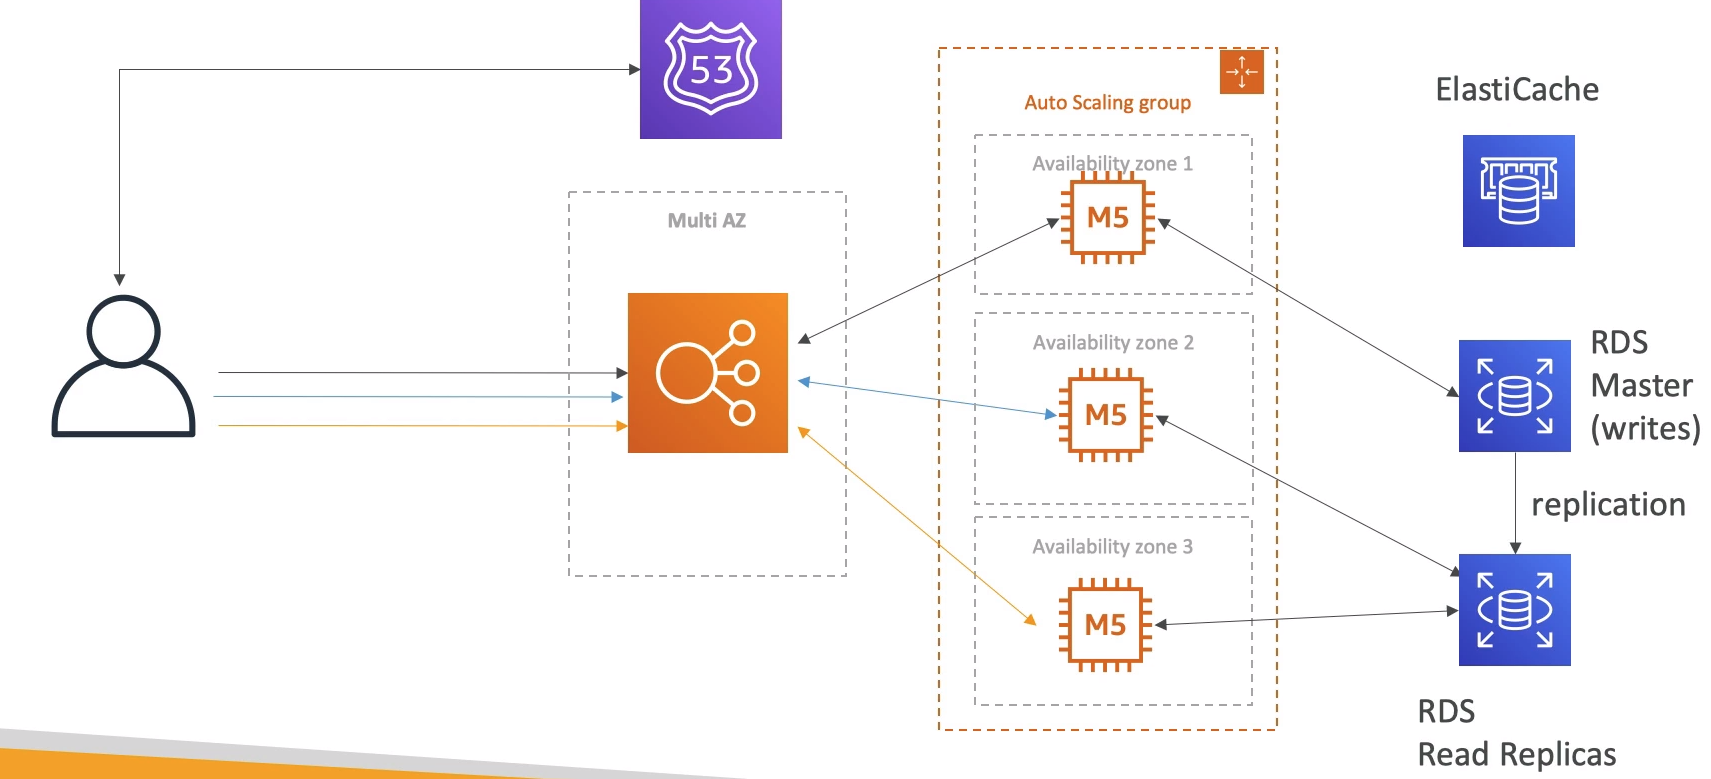 53
Auto Scaling group
ElastiCache
Availability zone 1
M5
Multi AZ
Availability zone 2
M5
RDS
Master
(writes)
replication
Availability zone 3
M5
RDS
Read Replicas